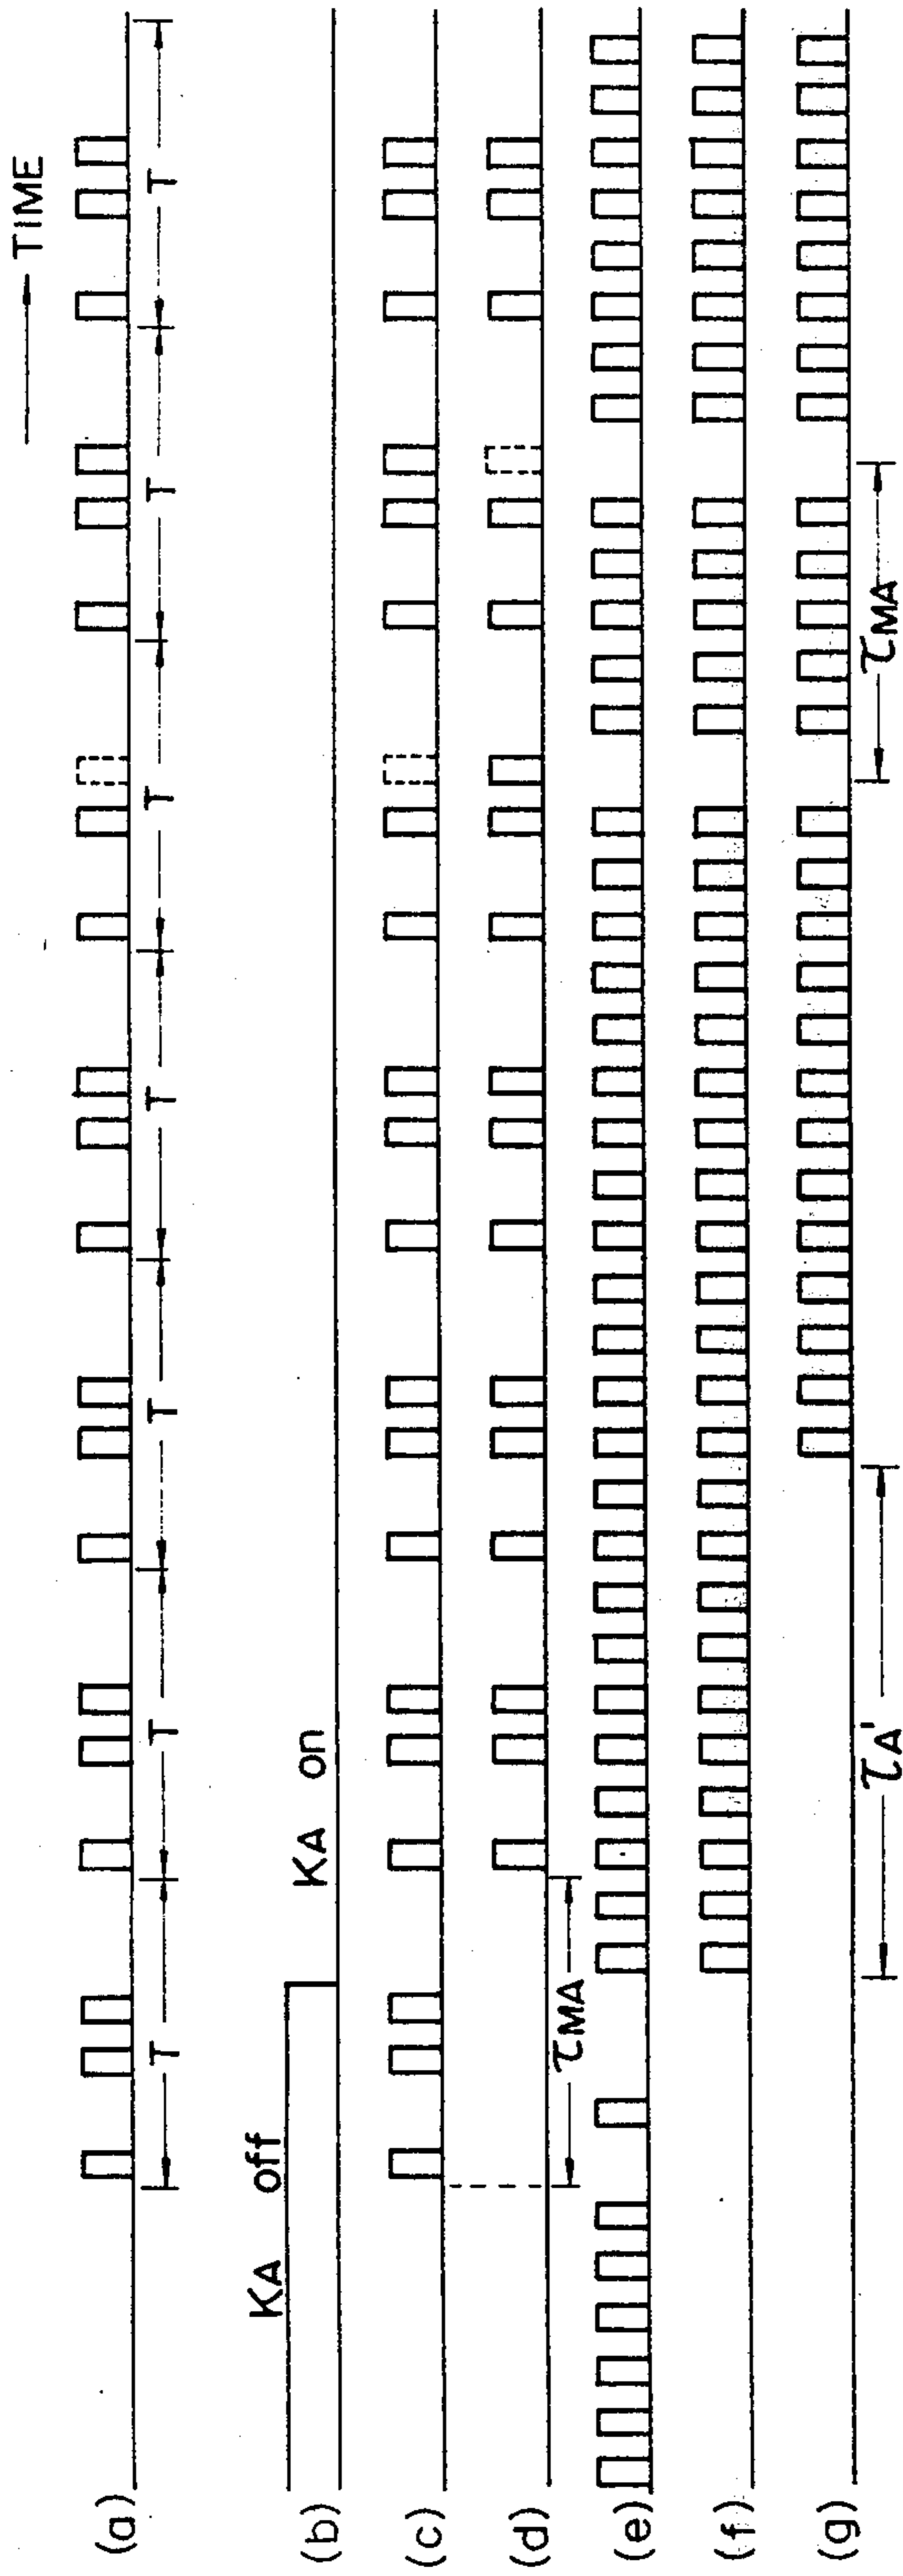 → TIME
(a)
T T T T T T T
(b) KA off KA on
(c)
(d)
τMA
(e)
(f)
(g)
τA' τMA